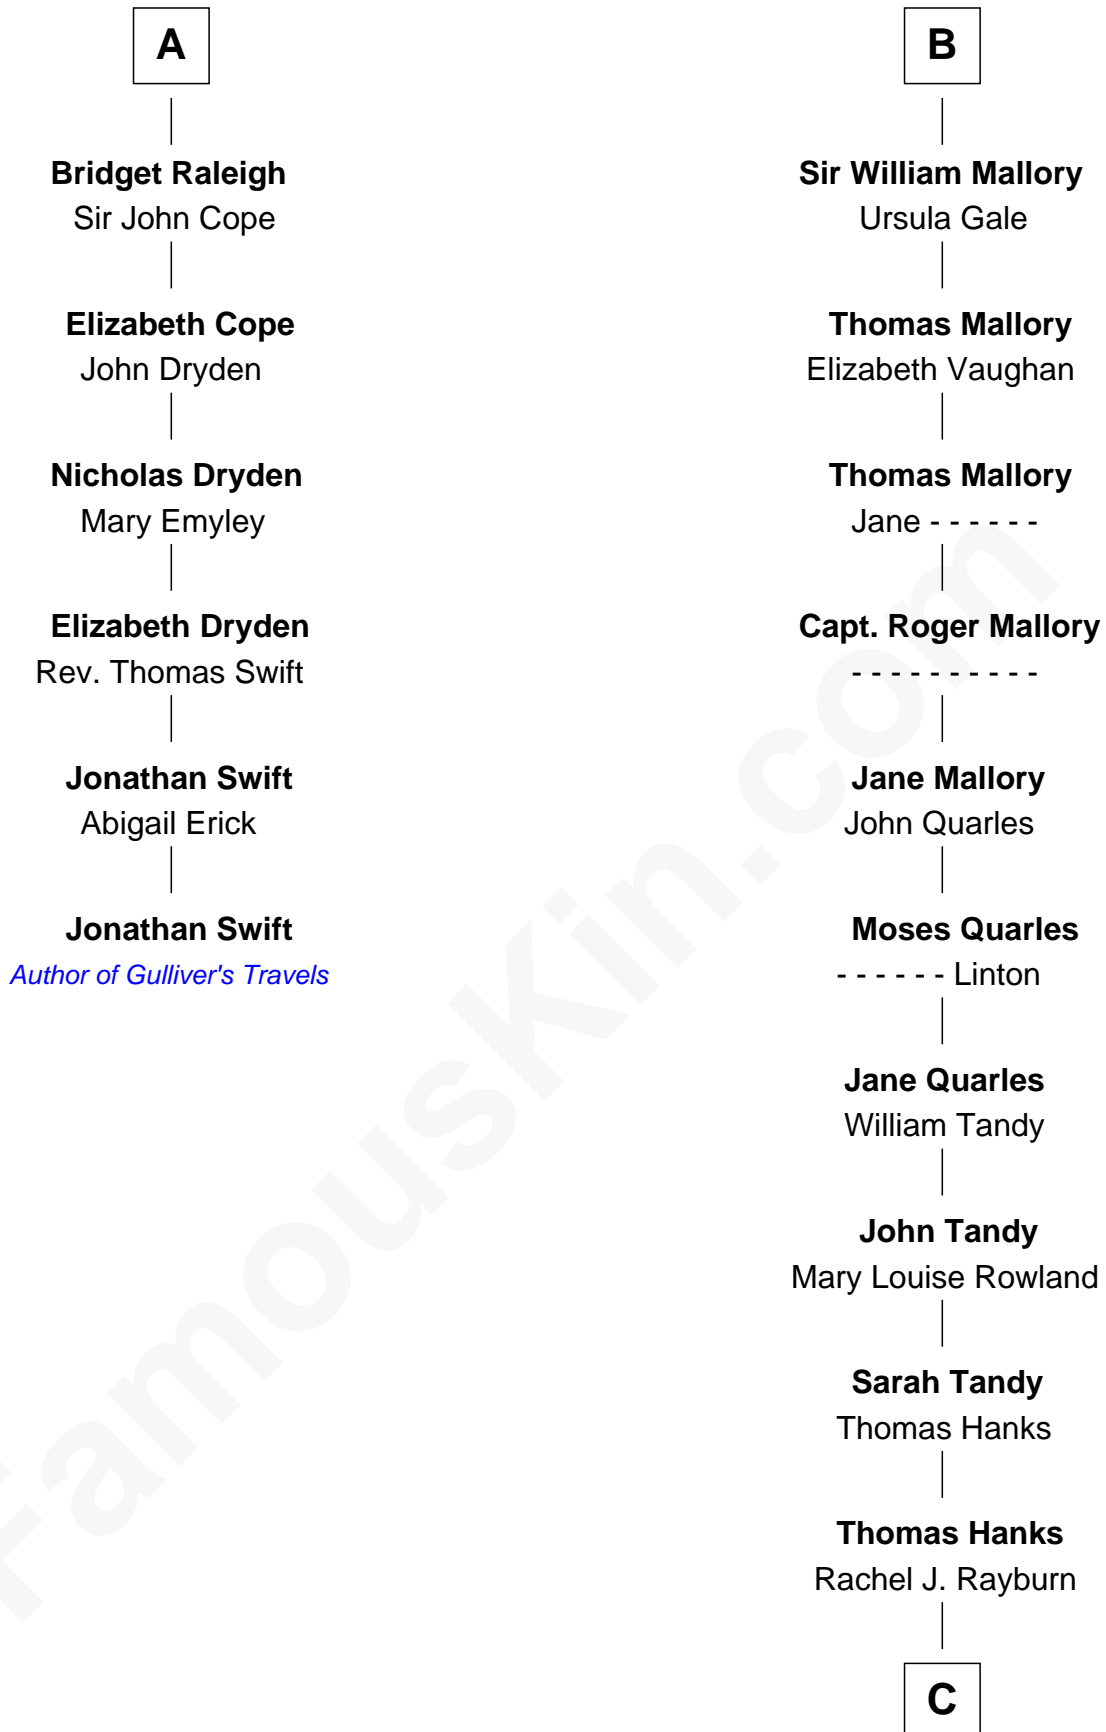 A
Bridget Raleigh
Sir John Cope
Elizabeth Cope
John Dryden
Nicholas Dryden
Mary Emyley
Elizabeth Dryden
Rev. Thomas Swift
Jonathan Swift
Abigail Erick
Jonathan Swift
Author of Gulliver's Travels
B
Sir William Mallory
Ursula Gale
Thomas Mallory
Elizabeth Vaughan
Thomas Mallory
Jane - - - - - -
Capt. Roger Mallory
- - - - - - - - - -
Jane Mallory
John Quarles
Moses Quarles
- - - - - - Linton
Jane Quarles
William Tandy
John Tandy
Mary Louise Rowland
Sarah Tandy
Thomas Hanks
Thomas Hanks
Rachel J. Rayburn
C
FamousKin.com